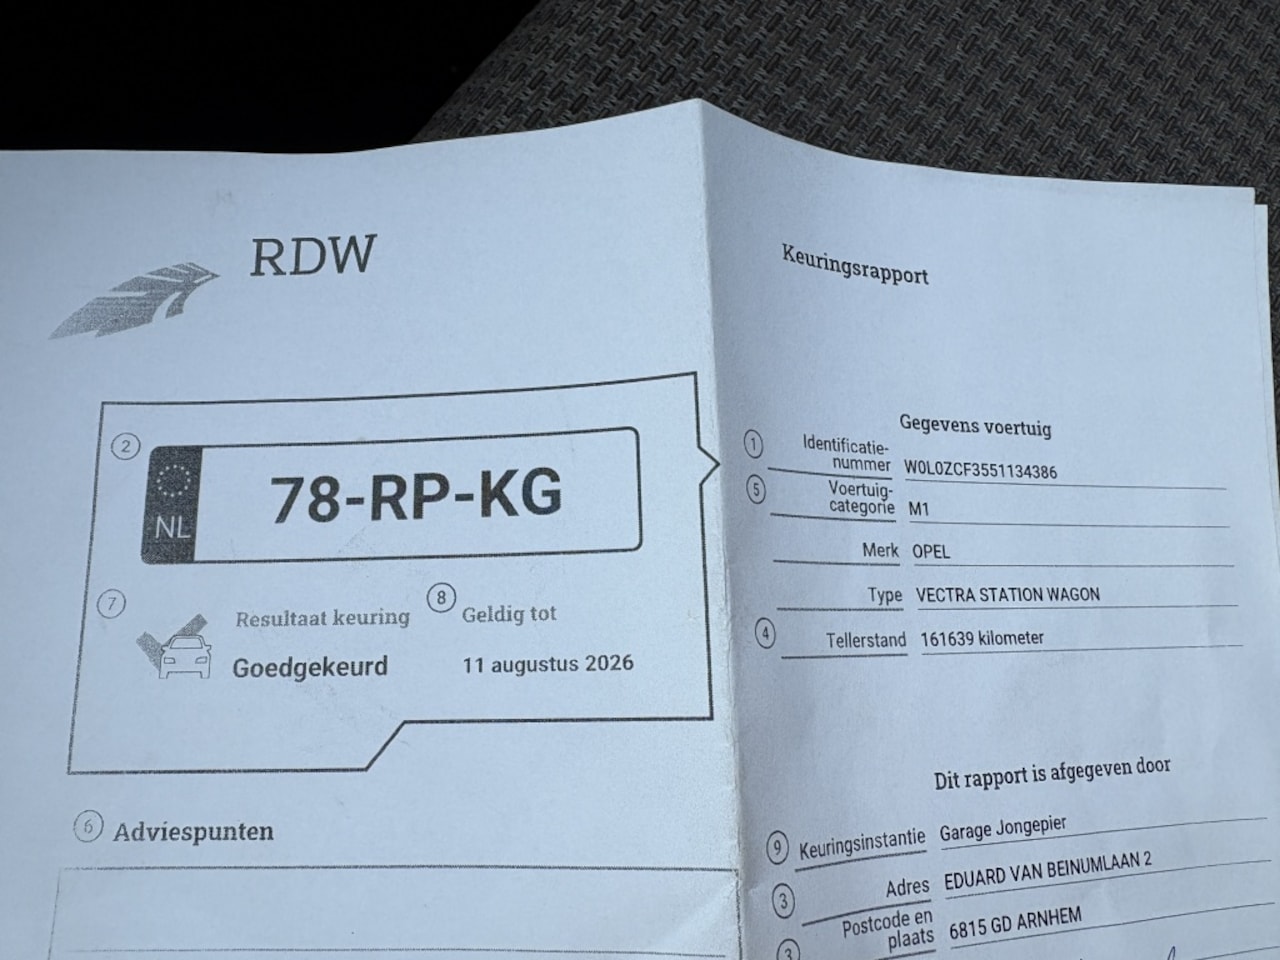 RDW
2
NL
78-RP-KG
7
Resultaat keuring
Goedgekeurd
8
Geldig tot
11 augustus 2026
6
Adviespunten
Keuringsrapport
Gegevens voertuig
1
Identificatie-
nummer
W0L0ZCF3551134386
5
Voertuig-
categorie
M1
Merk
OPEL
Type
VECTRA STATION WAGON
4
Tellerstand
161639 kilometer
Dit rapport is afgegeven door
9
Keuringsinstantie
Garage Jongepier
3
Adres
EDUARD VAN BEINUMLAAN 2
3
Postcode en
plaats
6815 GD ARNHEM